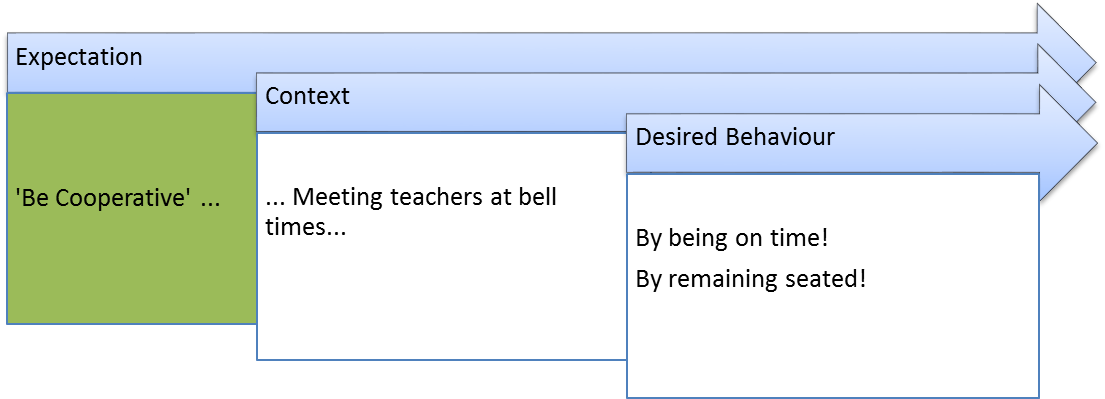 Expectation
Context
Desired Behaviour
'Be Cooperative' ...
... Meeting teachers at bell
times...
By being on time!
By remaining seated!